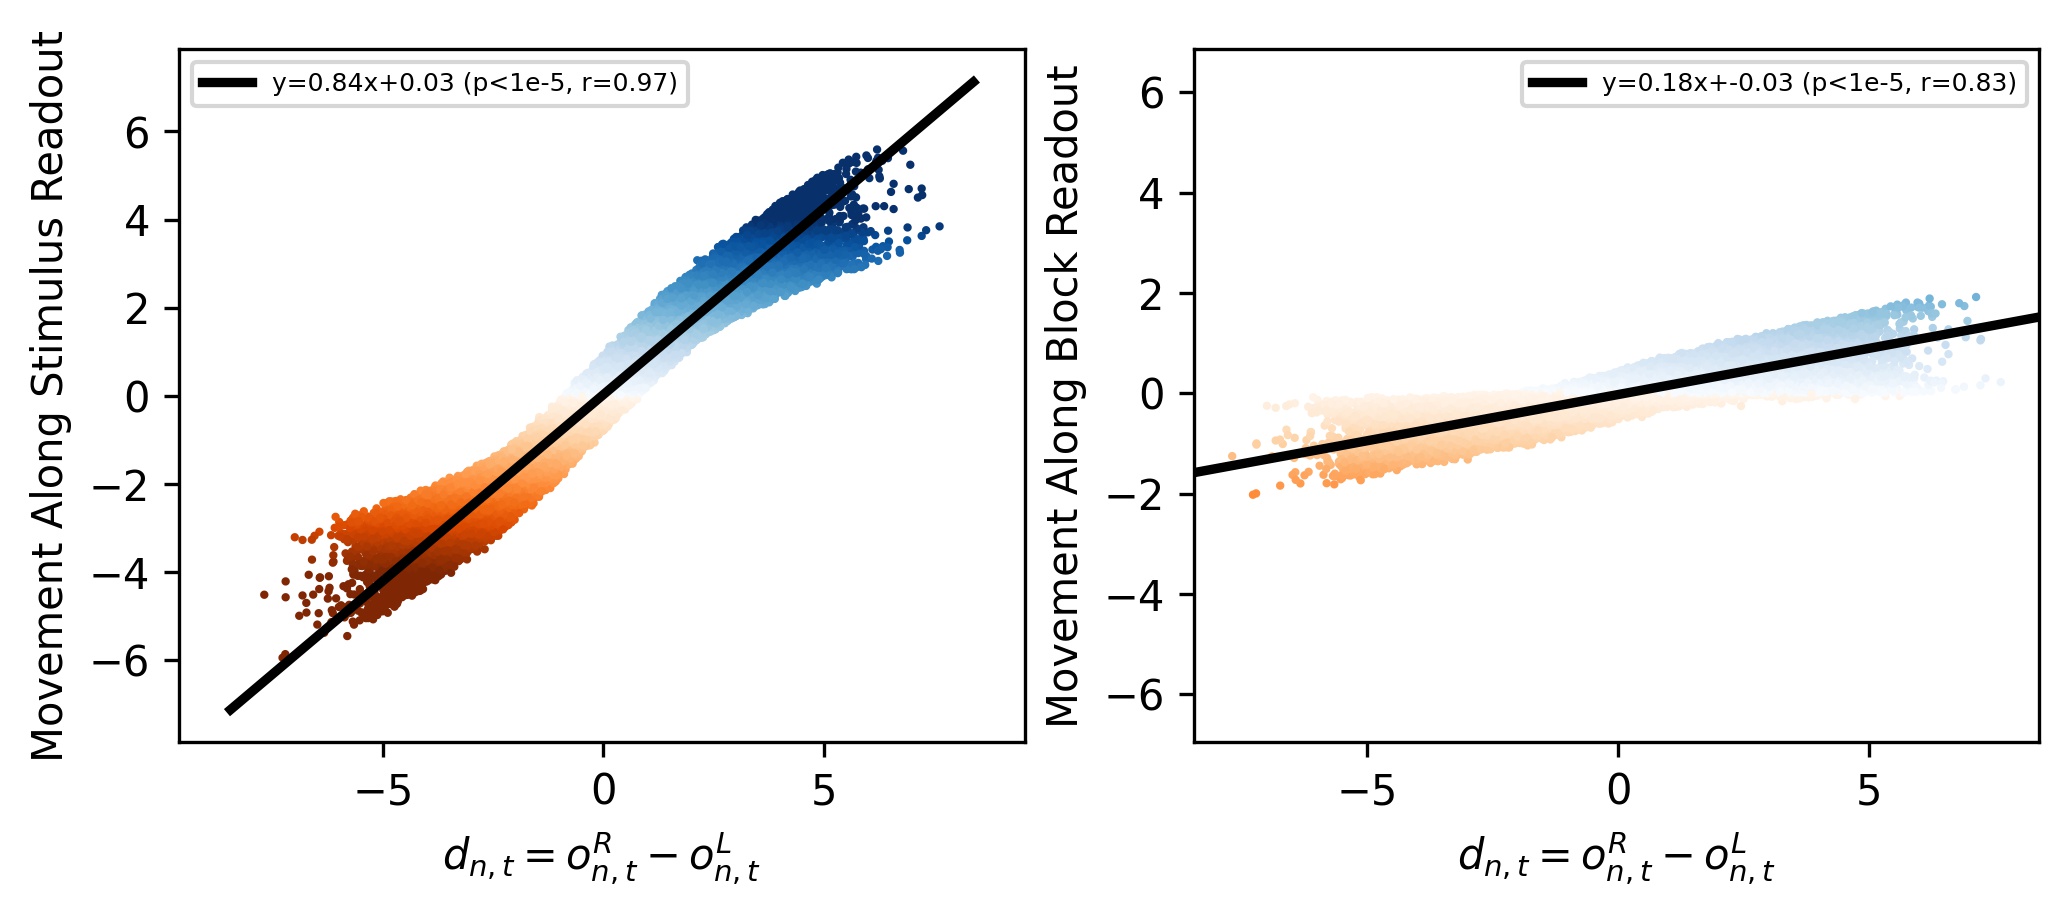 Movement Along Stimulus Readout
6
4
2
0
−2
−4
−6
y=0.84x+0.03 (p<1e-5, r=0.97)
−5 0 5
d_{n, t} = o^R_{n, t} − o^L_{n, t}
Movement Along Block Readout
6
4
2
0
−2
−4
−6
y=0.18x+-0.03 (p<1e-5, r=0.83)
−5 0 5
d_{n, t} = o^R_{n, t} − o^L_{n, t}